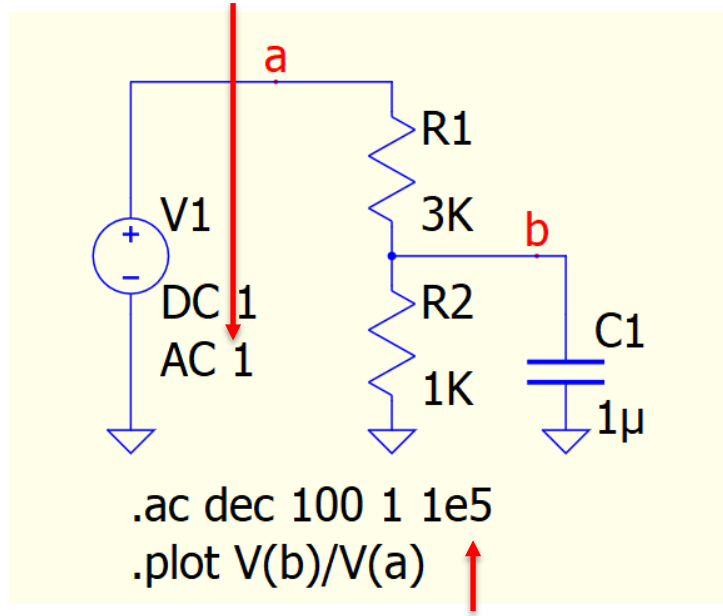 a
R1
V1
3K
b
DC 1
R2
C1
AC 1
1K
1µ
.ac dec 100 1 1e5
.plot V(b)/V(a)